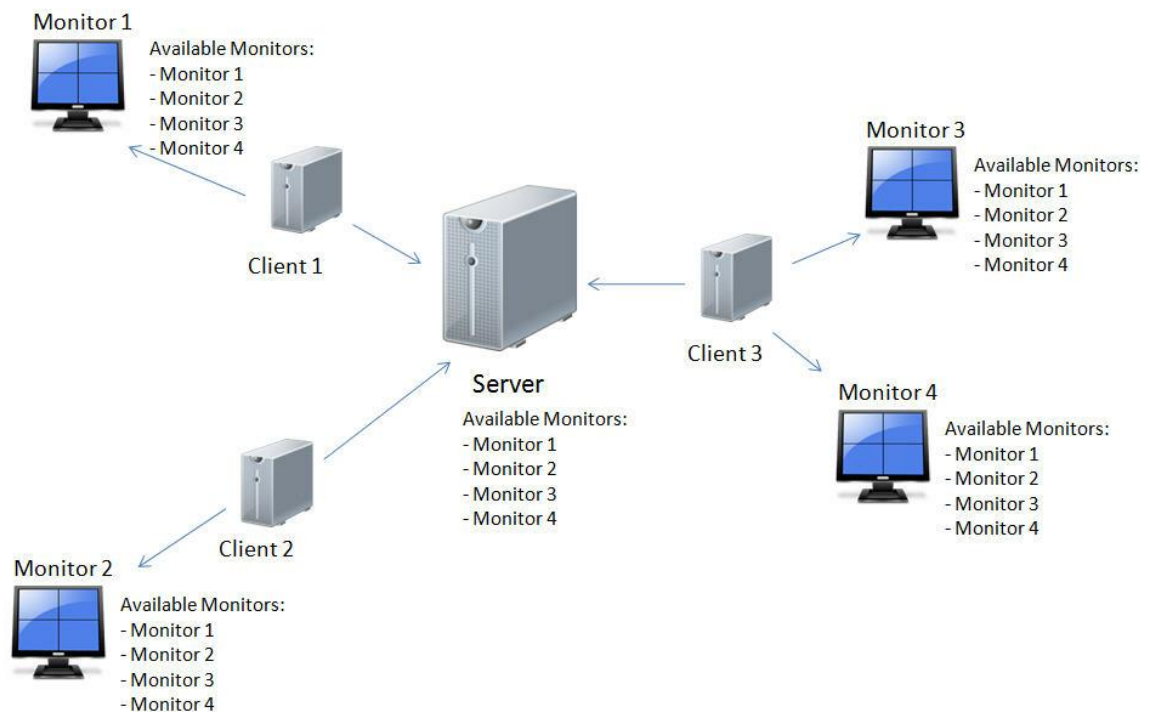 Monitor 1
Available Monitors:
- Monitor 1
- Monitor 2
- Monitor 3
- Monitor 4
Client 1
Monitor 3
Available Monitors:
- Monitor 1
- Monitor 2
- Monitor 3
- Monitor 4
Client 3
Server
Available Monitors:
- Monitor 1
- Monitor 2
- Monitor 3
- Monitor 4
Monitor 4
Available Monitors:
- Monitor 1
- Monitor 2
- Monitor 3
- Monitor 4
Client 2
Monitor 2
Available Monitors:
- Monitor 1
- Monitor 2
- Monitor 3
- Monitor 4